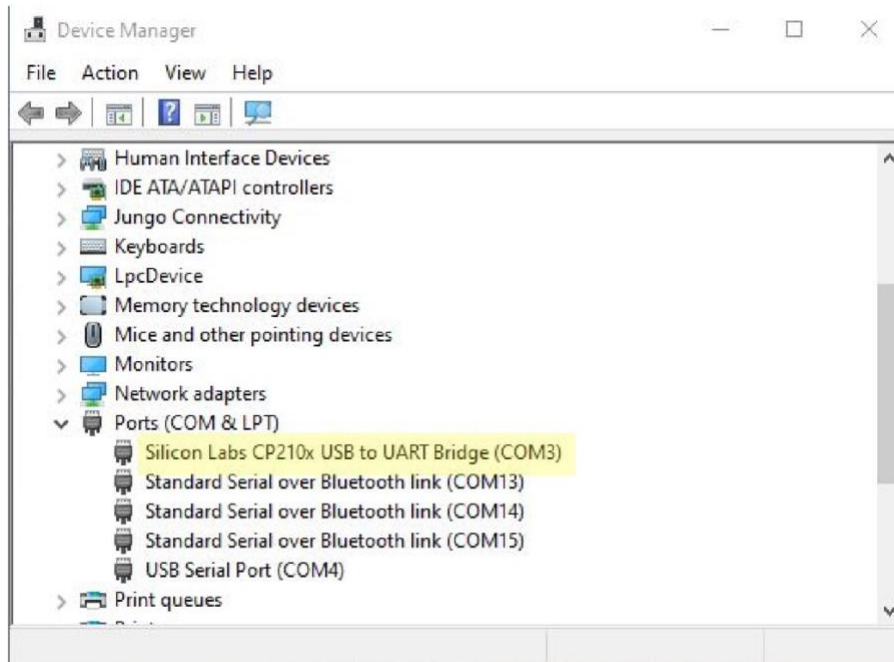 Device Manager
File Action View Help
Human Interface Devices
IDE ATA/ATAPI controllers
Jungo Connectivity
Keyboards
LpcDevice
Memory technology devices
Mice and other pointing devices
Monitors
Network adapters
Ports (COM & LPT)
Silicon Labs CP210x USB to UART Bridge (COM3)
Standard Serial over Bluetooth link (COM13)
Standard Serial over Bluetooth link (COM14)
Standard Serial over Bluetooth link (COM15)
USB Serial Port (COM4)
Print queues